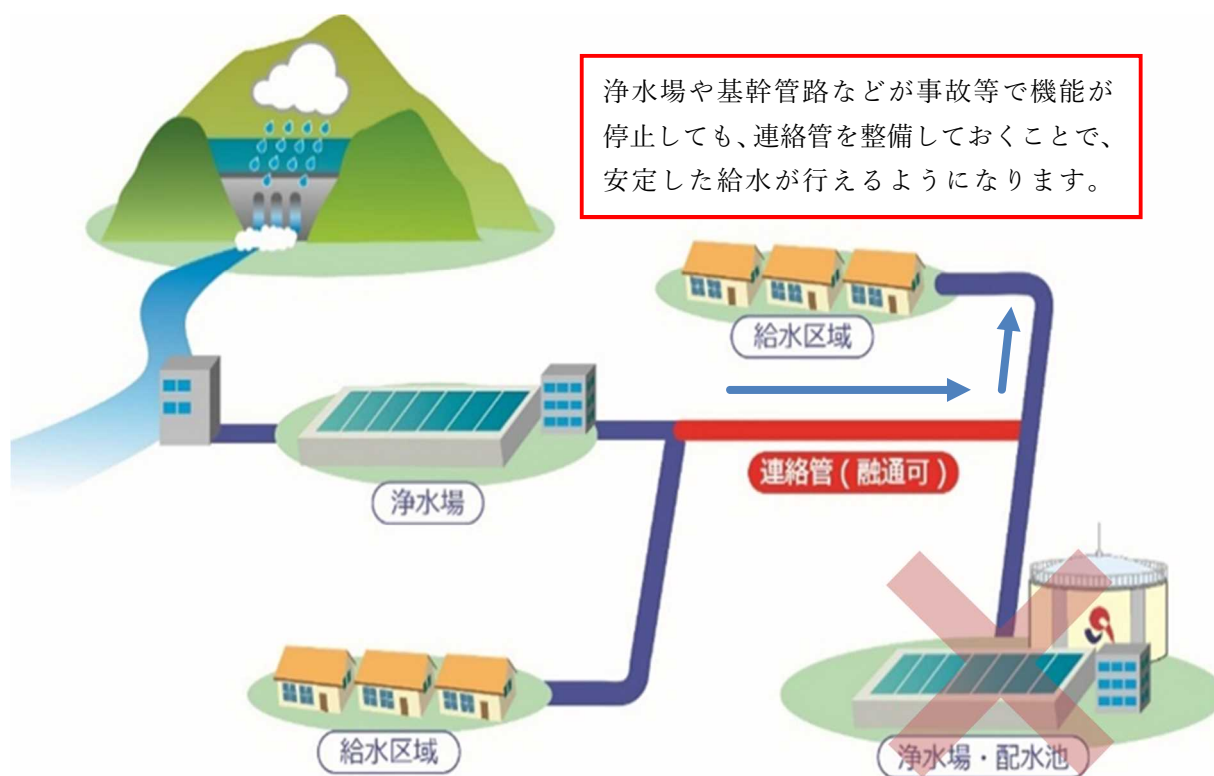 浄水場や基幹管路などが事故等で機能が
停止しても、連絡管を整備しておくことで、
安定した給水が行えるようになります。
給水区域
連絡管(融通可)
浄水場
給水区域
浄水場・配水池